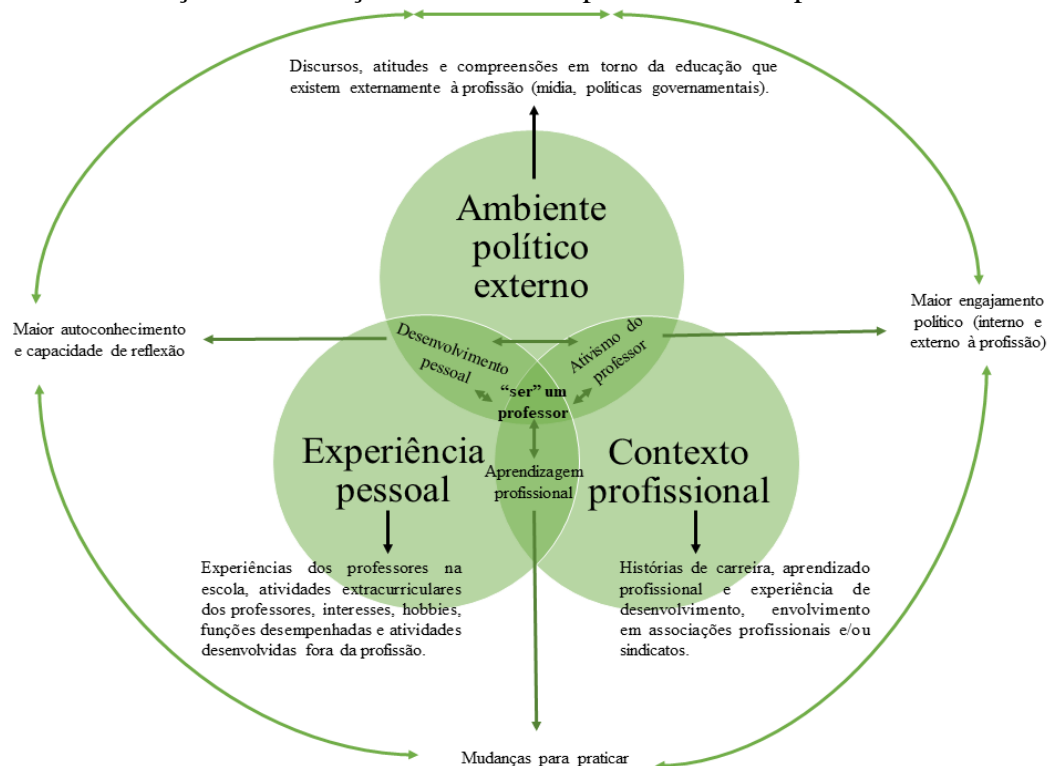 Discursos, atitudes e compreensões em torno da educação que
existem externamente à profissão (mídia, políticas governamentais).
Ambiente
político
externo
Maior autoconhecimento
e capacidade de reflexão
Maior engajamento
político (interno e
externo à profissão)
Desenvolvimento
pessoal
Ativismo do
professor
“ser” um
professor
Experiência
pessoal
Aprendizagem
profissional
Contexto
profissional
Experiências dos professores na
escola, atividades extracurriculares
dos professores, interesses, hobbies,
funções desempenhadas e atividades
desenvolvidas fora da profissão.
Histórias de carreira, aprendizado
profissional e experiência de
desenvolvimento, envolvimento
em associações profissionais e/ou
sindicatos.
Mudanças para praticar